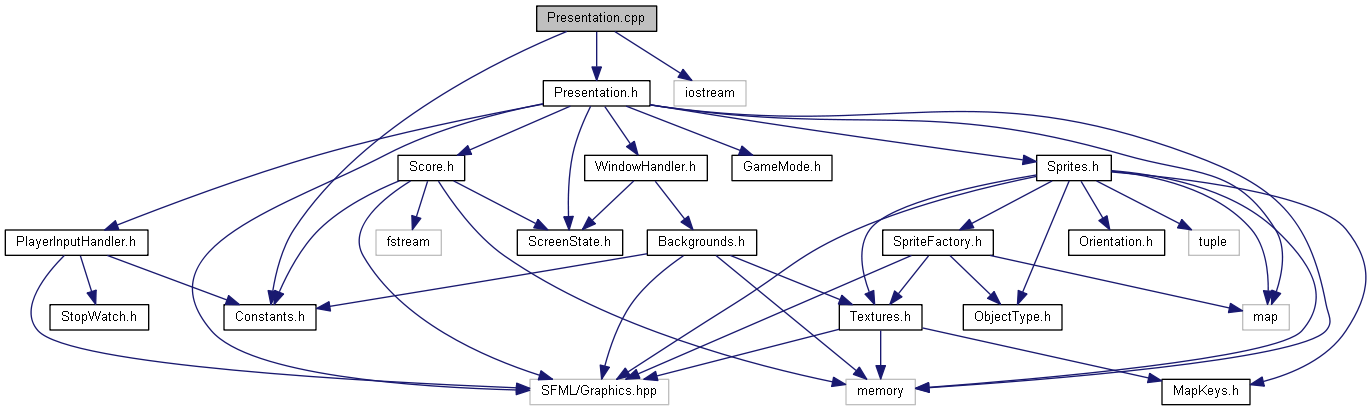 Presentation.cpp
Presentation.h
iostream
Score.h
WindowHandler.h
GameMode.h
Sprites.h
PlayerInputHandler.h
fstream
ScreenState.h
Backgrounds.h
SpriteFactory.h
Orientation.h
tuple
StopWatch.h
Constants.h
Textures.h
ObjectType.h
map
SFML/Graphics.hpp
memory
MapKeys.h